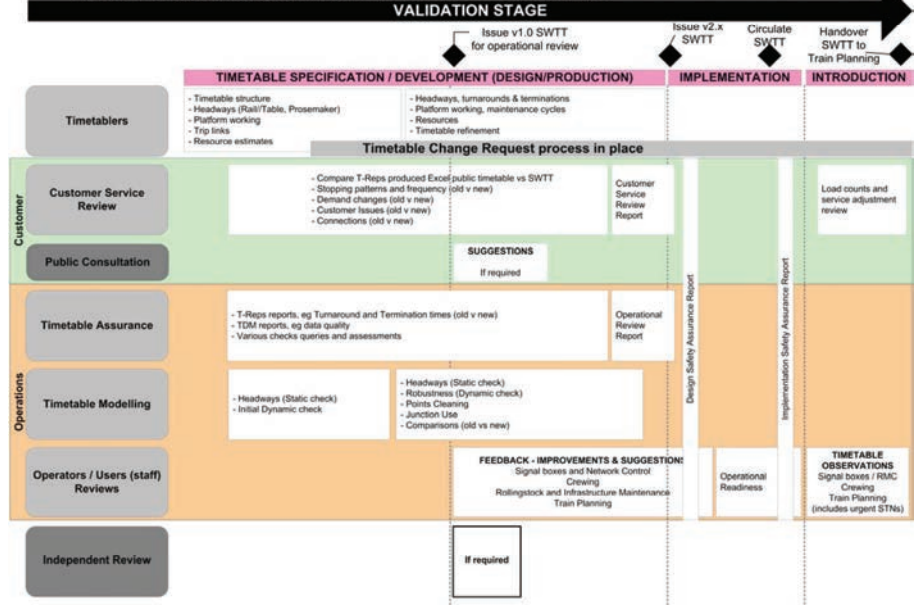 VALIDATION STAGE
Issue v1.0 SWTT
for operational review
Issue v2.x
SWTT
Circulate
SWTT
Handover
SWTT to
Train Planning
TIMETABLE SPECIFICATION / DEVELOPMENT (DESIGN/PRODUCTION)
IMPLEMENTATION
INTRODUCTION
Timetablers
- Timetable structure
- Headways (Rail//Table, Prosemaker)
- Platform working
- Trip links
- Resource estimates
- Headways, turnarounds & terminations
- Platform working, maintenance cycles
- Resources
- Timetable refinement
Timetable Change Request process in place
Customer
Customer Service
Review
- Compare T-Reps produced Excel public timetable vs SWTT
- Stopping patterns and frequency (old v new)
- Demand changes (old v new)
- Customer Issues (old v new)
- Connections (old v new)
Customer
Service
Review
Report
Load counts and
service adjustment
review
Public Consultation
SUGGESTIONS
If required
Design Safety Assurance Report
Implementation Safety Assurance Report
Operations
Timetable Assurance
- T-Reps reports, eg Turnaround and Termination times (old v new)
- TDM reports, eg data quality
- Various checks queries and assessments
Operational
Review
Report
Timetable Modelling
- Headways (Static check)
- Initial Dynamic check
- Headways (Static check)
- Robustness (Dynamic check)
- Points Cleaning
- Junction Use
- Comparisons (old vs new)
Operators / Users (staff)
Reviews
FEEDBACK - IMPROVEMENTS & SUGGESTIONS
Signal boxes and Network Control
Crewing
Rollingstock and Infrastructure Maintenance
Train Planning
Operational
Readiness
TIMETABLE
OBSERVATIONS
Signal boxes / RMC
Crewing
Train Planning
(includes urgent STNs)
Independent Review
If required